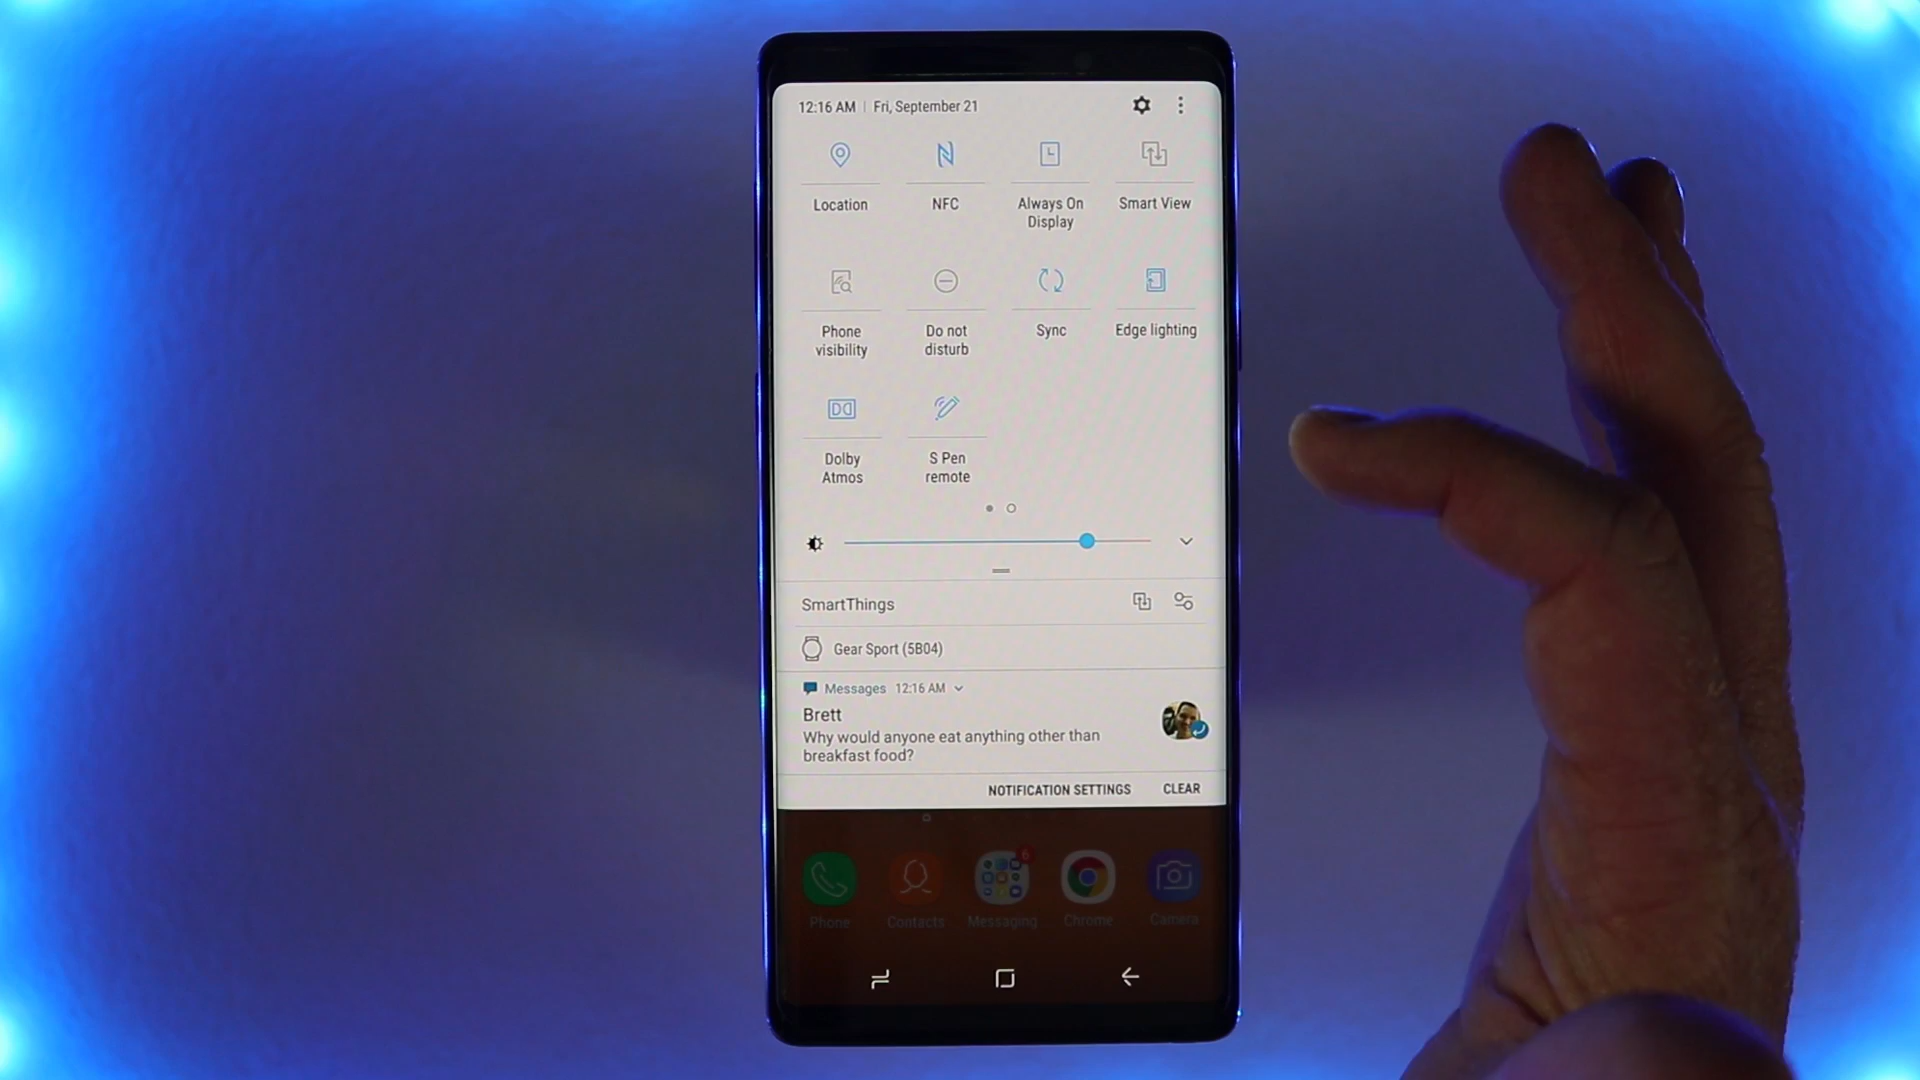 12:16 AM | Fri, September 21
Location NFC Always On Smart View
Display
Phone Do not Sync Edge lighting
visibility disturb
Dolby S Pen
Atmos remote
SmartThings
Gear Sport (5B04)
Messages 12:16 AM
Brett
Why would anyone eat anything other than
breakfast food?
NOTIFICATION SETTINGS CLEAR
6
Phone Contacts Messaging Chrome Camera